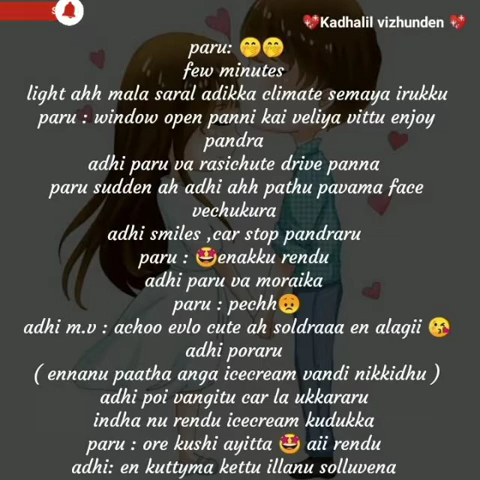 💖Kadhalil vizhunden 💖
paru: 🤭🤭
few minutes
light ahh mala saral adikka climate semaya irukku
paru : window open panni kai veliya vittu enjoy
pandra
adhi paru va rasichute drive panna
paru sudden ah adhi ahh pathu pavama face
vechukura
adhi smiles ,car stop pandraru
paru : 🤩enakku rendu
adhi paru va moraika
paru : pechh😞
adhi m.v : achoo evlo cute ah soldraaa en alagii 😘
adhi poraru
( ennanu paatha anga icecream vandi nikkidhu )
adhi poi vangitu car la ukkararu
indha nu rendu icecream kudukka
paru : ore kushi ayitta 🤩 aii rendu
adhi: en kuttyma kettu illanu solluvena